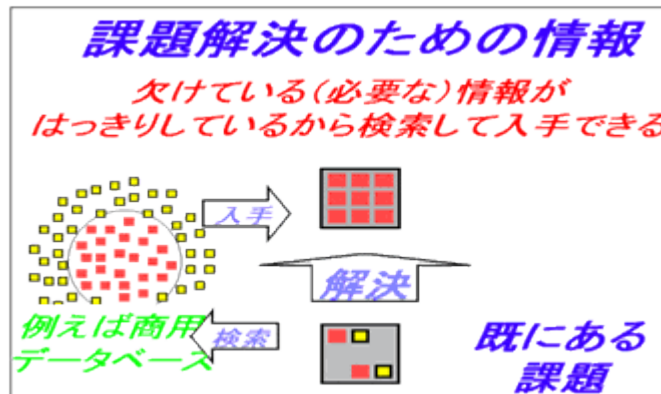 課題解決のための情報
欠けている(必要な)情報が
はっきりしているから検索して入手できる
入手
解決
検索
例えば商用
データベース
既にある
課題